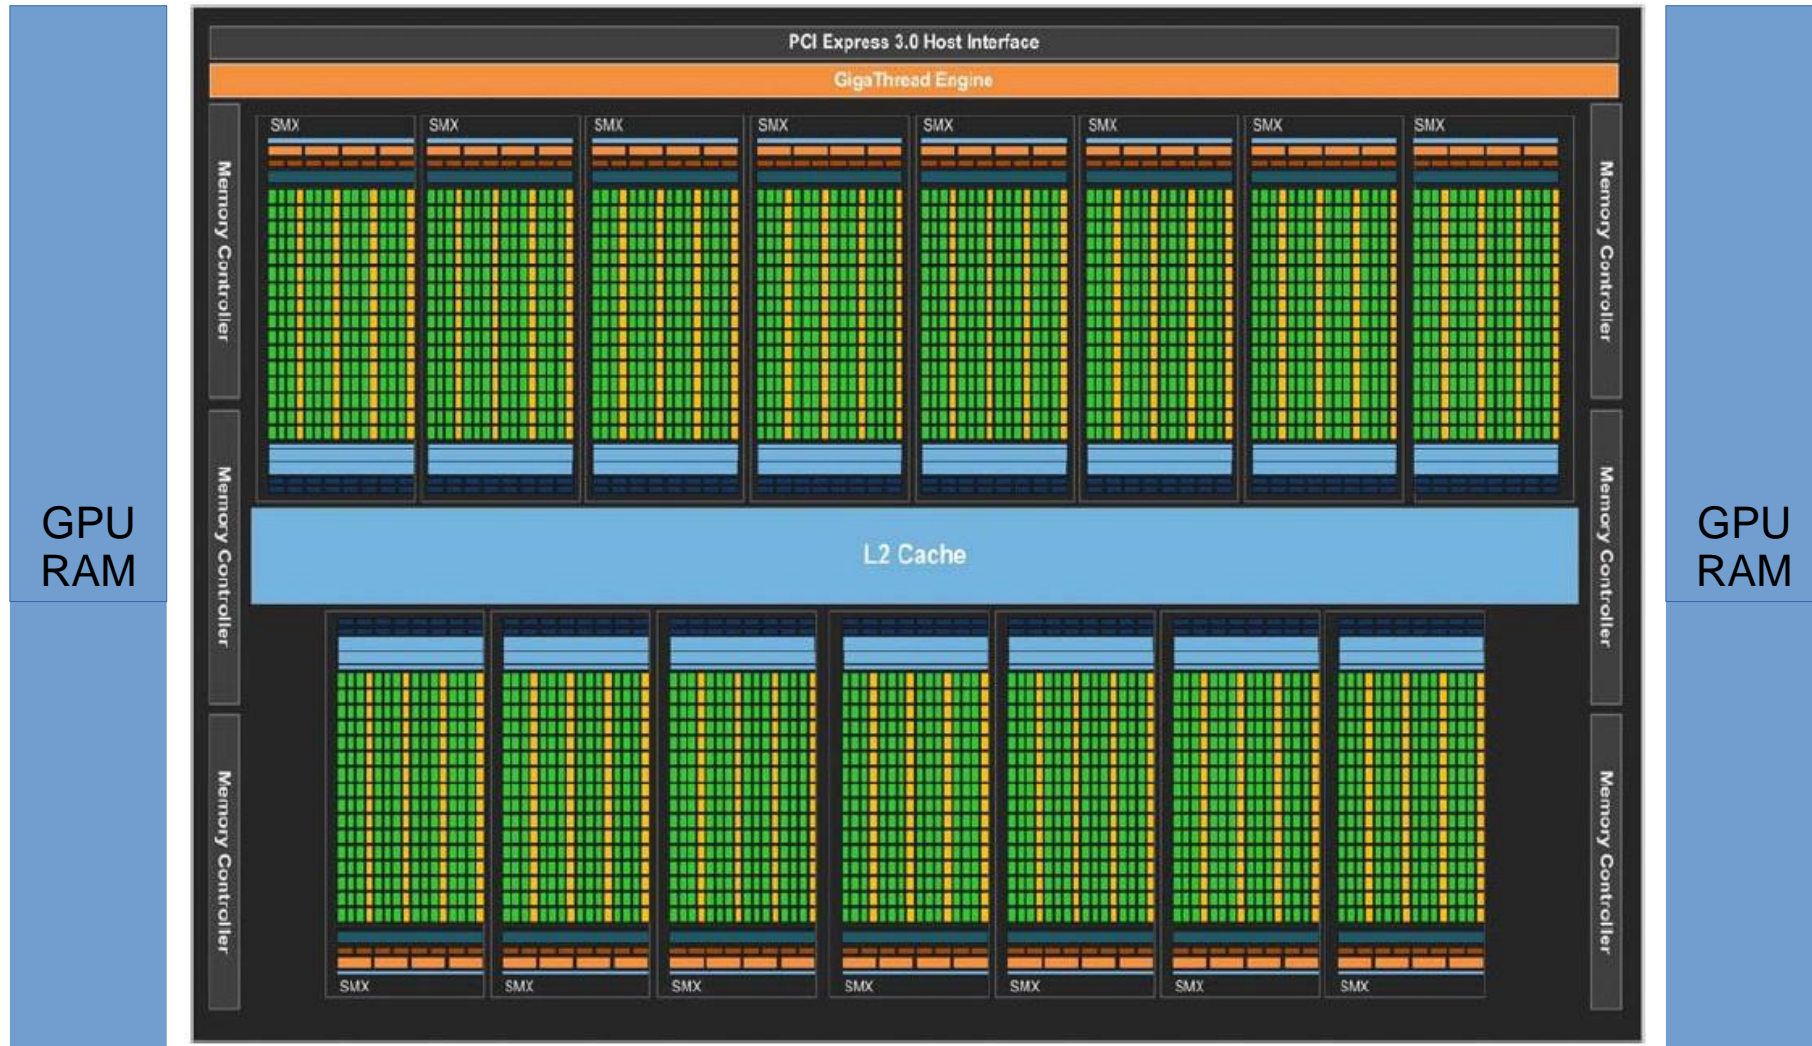 PCI Express 3.0 Host Interface
GigaThread Engine
SMX
SMX
SMX
SMX
SMX
SMX
SMX
SMX
Memory Controller
Memory Controller
Memory Controller
Memory Controller
Memory Controller
Memory Controller
GPU
RAM
L2 Cache
GPU
RAM
SMX
SMX
SMX
SMX
SMX
SMX
SMX